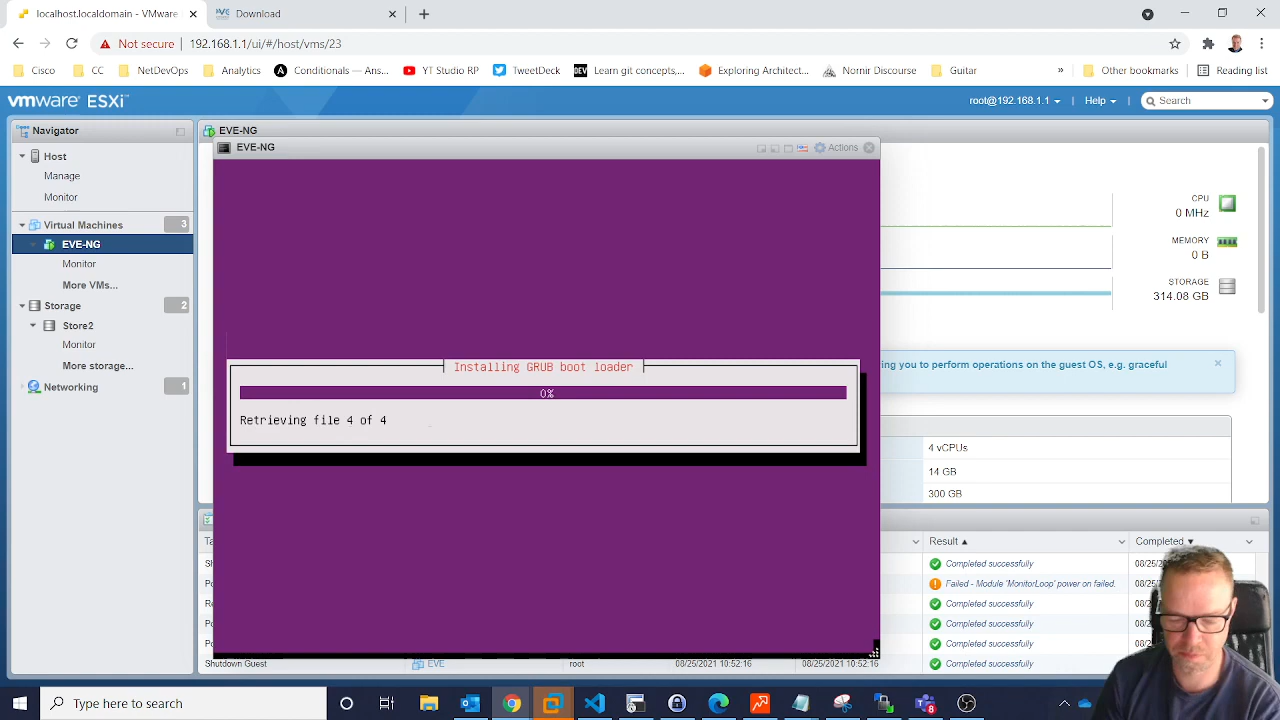 localhost.localdomain - VMware
Download
Not secure
192.168.1.1/ui/#/host/vms/23
Cisco
CC
NetDevOps
Analytics
Conditionals — Ans...
YT Studio RP
TweetDeck
DEV
Learn git concepts,...
Exploring Architect...
Nornir Discourse
Guitar
»
Other bookmarks
Reading list
vmware® ESXi™
root@192.168.1.1
Help
Search
Navigator
Host
Manage
Monitor
Virtual Machines
3
EVE-NG
Monitor
More VMs...
Storage
2
Store2
Monitor
More storage...
Networking
1
EVE-NG
EVE-NG
Actions
Installing GRUB boot loader
0%
Retrieving file 4 of 4
CPU
0 MHz
MEMORY
0 B
STORAGE
314.08 GB
ing you to perform operations on the guest OS, e.g. graceful
4 vCPUs
14 GB
300 GB
Result
Completed
Completed successfully
08/25
Failed - Module 'MonitorLoop' power on failed.
08/2
Completed successfully
Completed successfully
Completed successfully
Shutdown Guest
EVE
root
08/25/2021 10:52:16
08/25/2021 10:52:16
Completed successfully
Type here to search